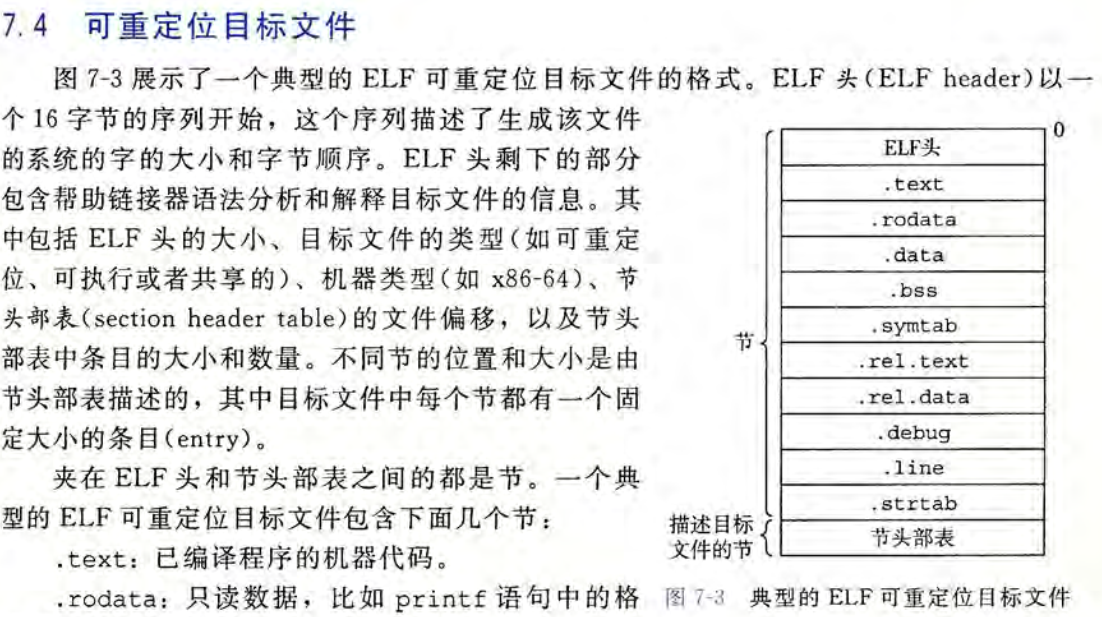 7.4 可重定位目标文件
图 7-3 展示了一个典型的 ELF 可重定位目标文件的格式。ELF 头(ELF header)以一
个 16 字节的序列开始，这个序列描述了生成该文件
的系统的字的大小和字节顺序。ELF 头剩下的部分
包含帮助链接器语法分析和解释目标文件的信息。其
中包括 ELF 头的大小、目标文件的类型(如可重定
位、可执行或者共享的)、机器类型(如 x86-64)、节
头部表(section header table)的文件偏移，以及节头
部表中条目的大小和数量。不同节的位置和大小是由
节头部表描述的，其中目标文件中每个节都有一个固
定大小的条目(entry)。
夹在 ELF 头和节头部表之间的都是节。一个典
型的 ELF 可重定位目标文件包含下面几个节：
.text：已编译程序的机器代码。
.rodata：只读数据，比如 printf 语句中的格
0
ELF头
.text
.rodata
.data
.bss
.symtab
节
.rel.text
.rel.data
.debug
.line
.strtab
描述目标
文件的节
节头部表
图 7-3 典型的 ELF 可重定位目标文件